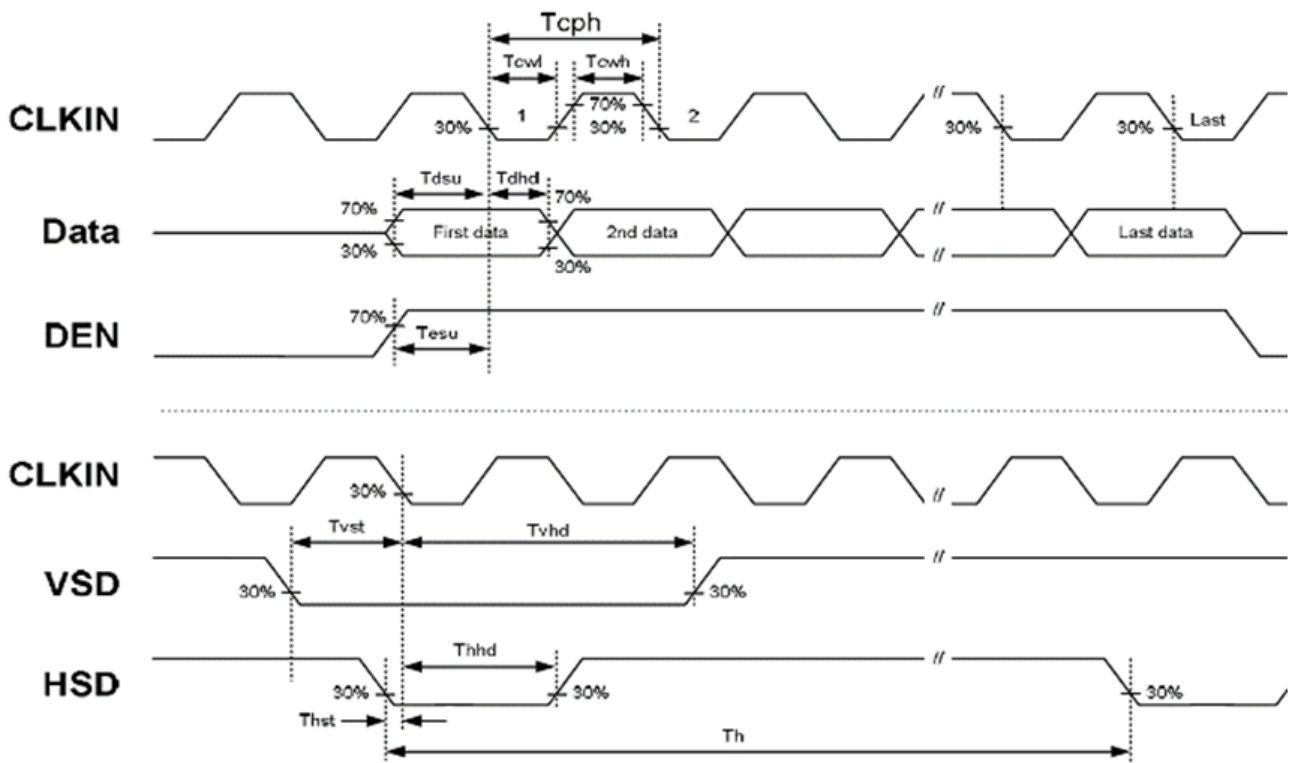 Tcph
Tcwl Tcwh
CLKIN 30% 1 70% 30% 2 30% 30% Last
Tdsu Tdhd
70% 70%
Data First data 2nd data Last data
30% 30%
DEN 70%
Tesu
CLKIN 30%
Tvst Tvhd
VSD 30% 30%
Thhd
HSD 30% 30% 30%
Thst
Th